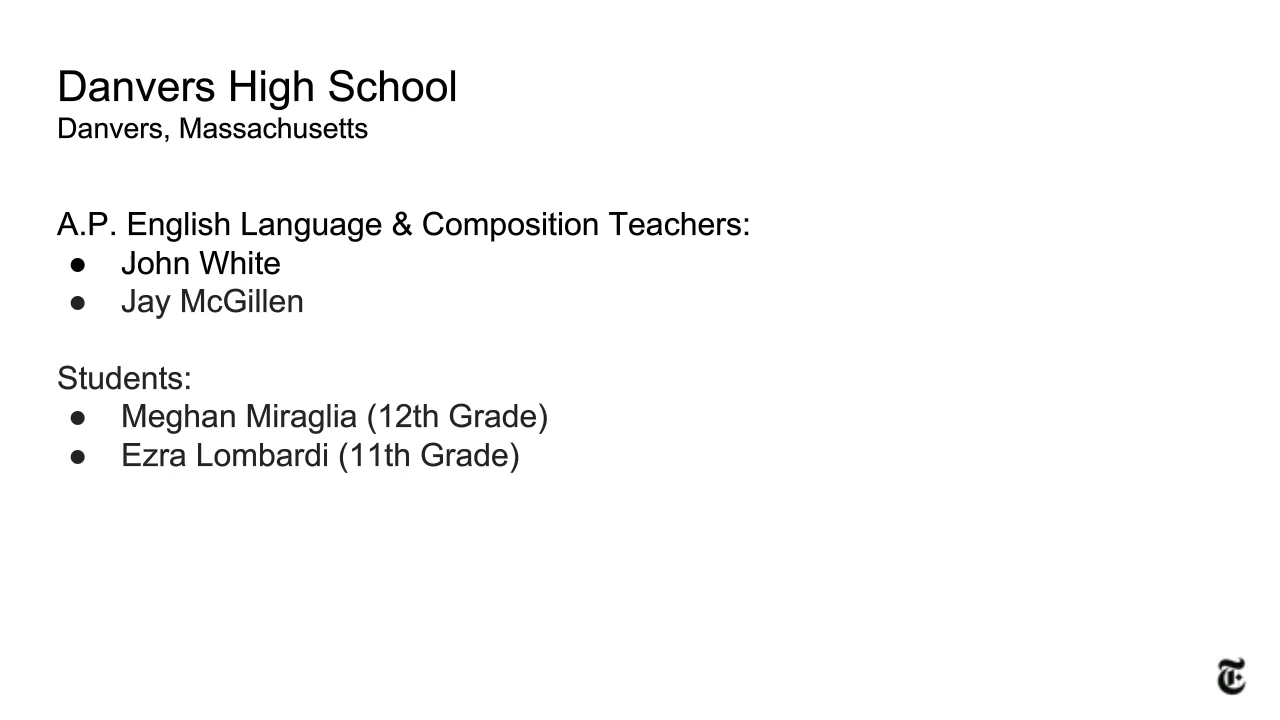 Danvers High School
Danvers, Massachusetts
A.P. English Language & Composition Teachers:
● John White
● Jay McGillen
Students:
● Meghan Miraglia (12th Grade)
● Ezra Lombardi (11th Grade)
T